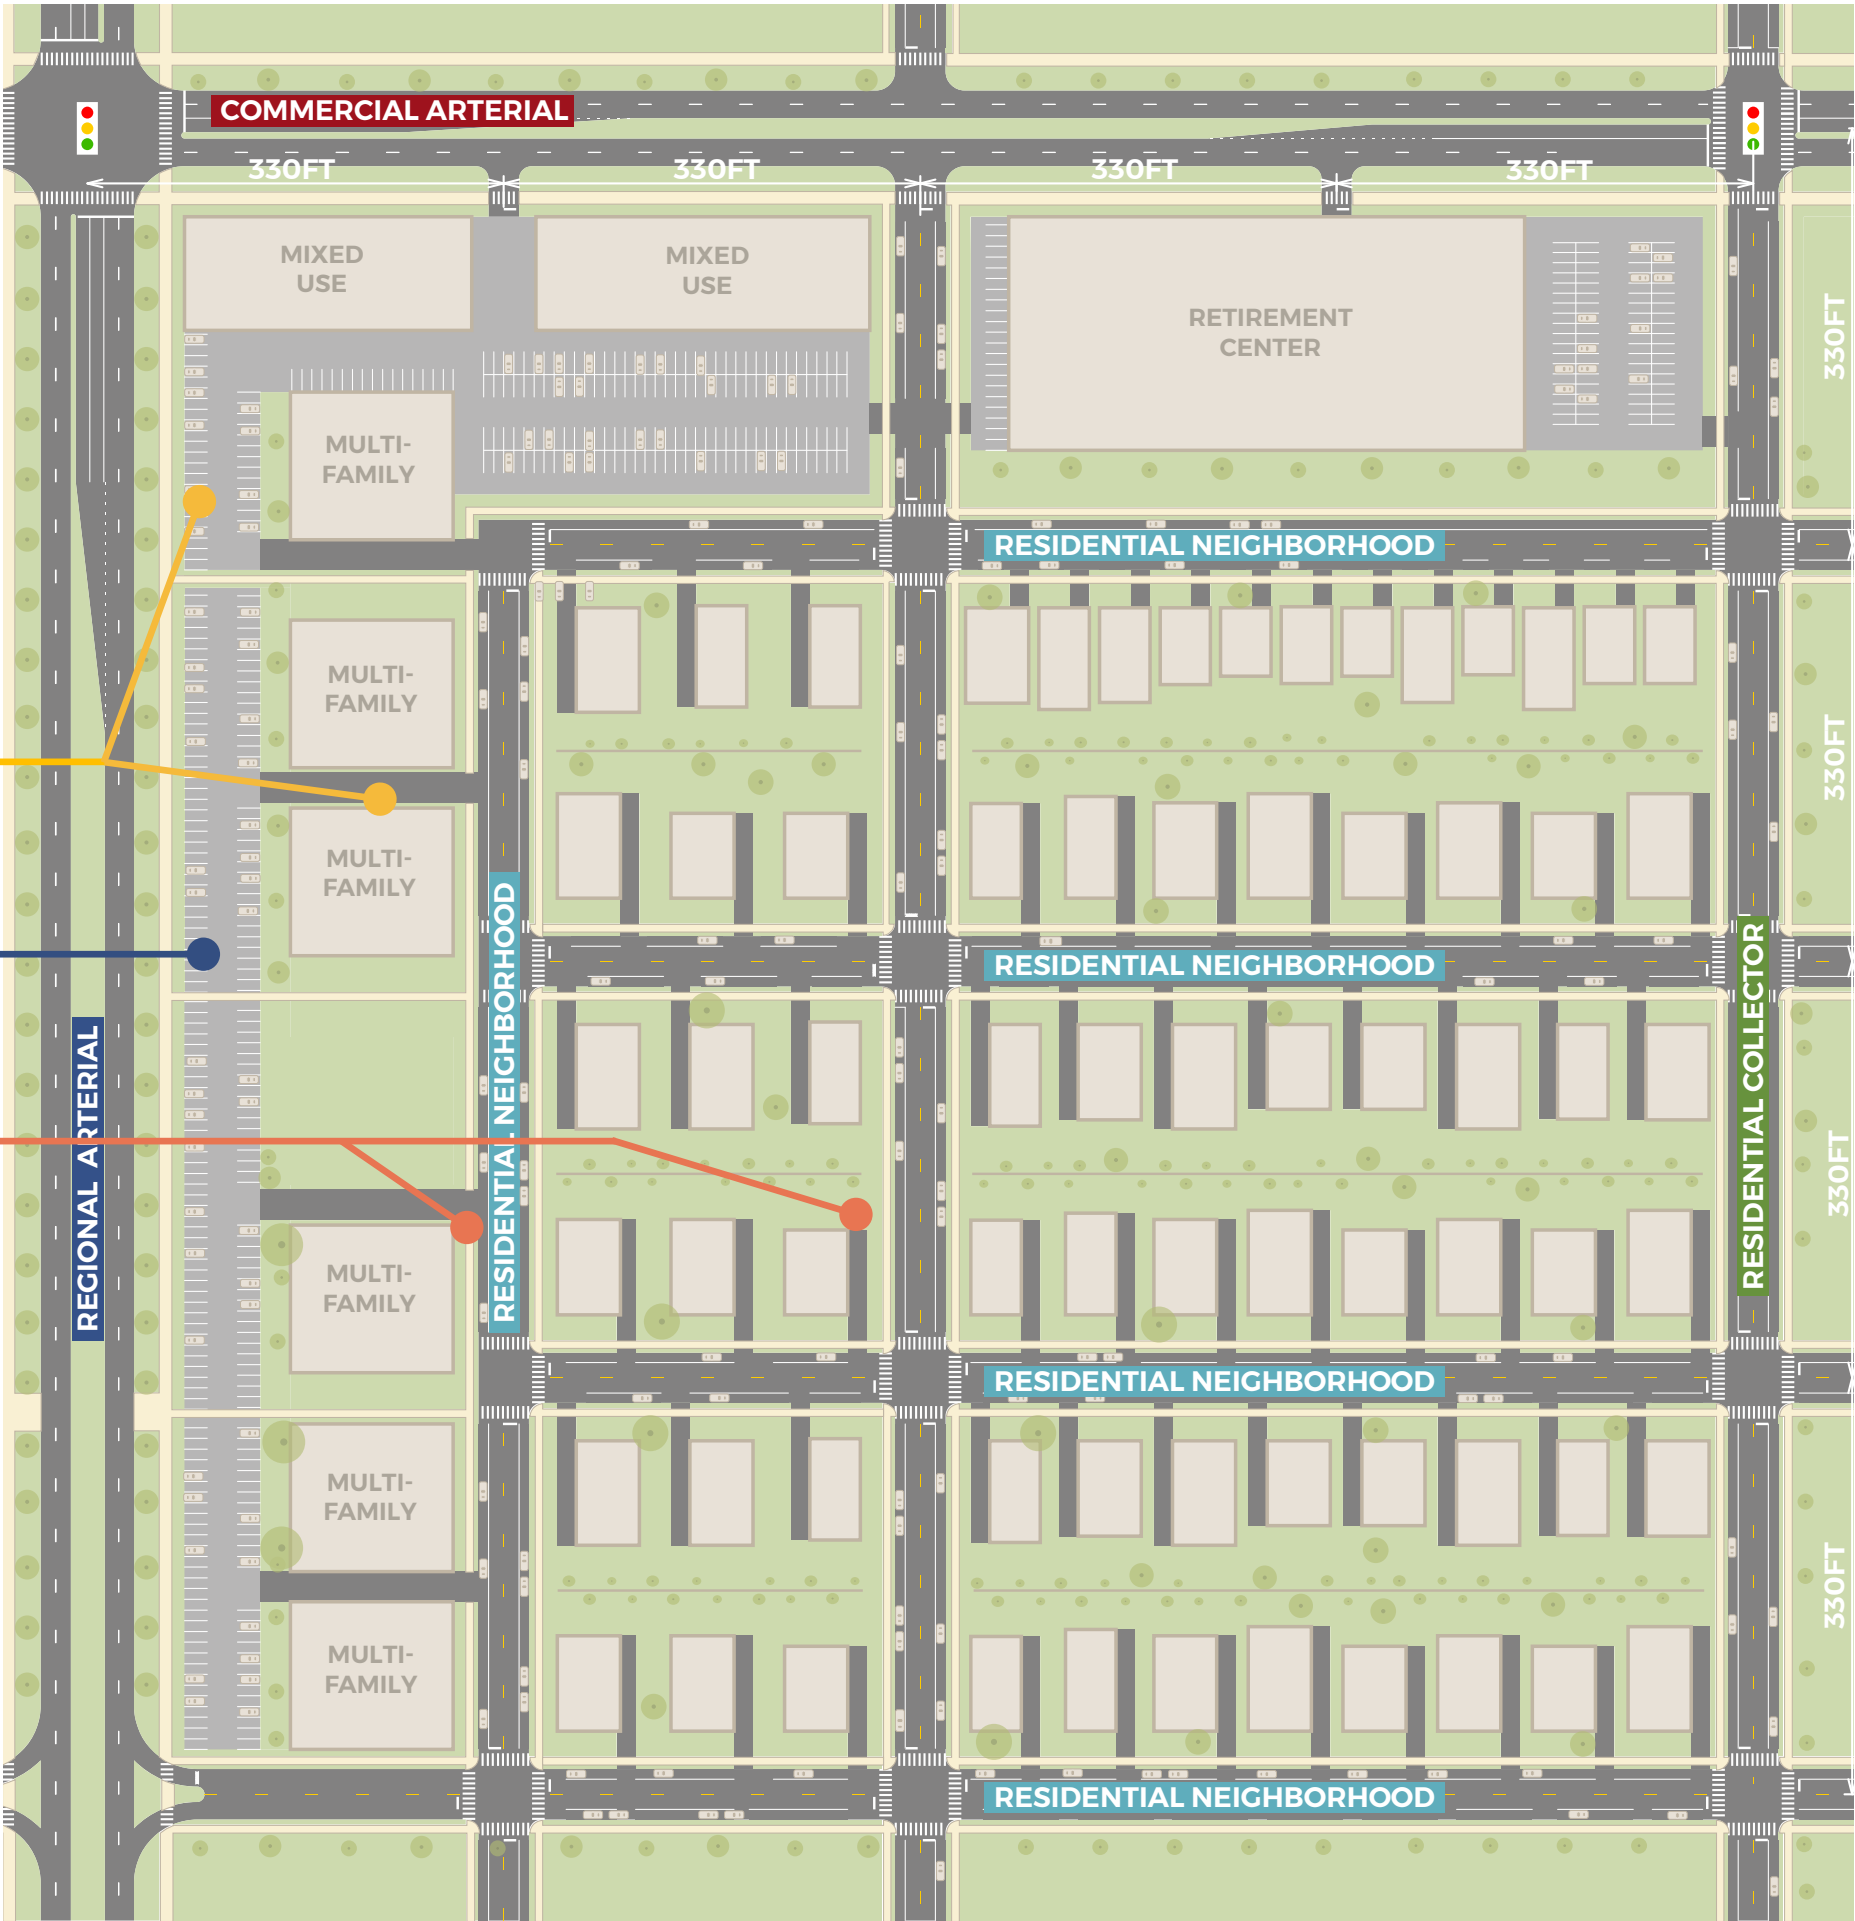 COMMERCIAL ARTERIAL
330FT
330FT
330FT
330FT
MIXED
USE
MIXED
USE
RETIREMENT
CENTER
330FT
MULTI-
FAMILY
RESIDENTIAL NEIGHBORHOOD
MULTI-
FAMILY
330FT
MULTI-
FAMILY
RESIDENTIAL NEIGHBORHOOD
RESIDENTIAL NEIGHBORHOOD
RESIDENTIAL COLLECTOR
REGIONAL ARTERIAL
330FT
MULTI-
FAMILY
RESIDENTIAL NEIGHBORHOOD
MULTI-
FAMILY
330FT
MULTI-
FAMILY
RESIDENTIAL NEIGHBORHOOD